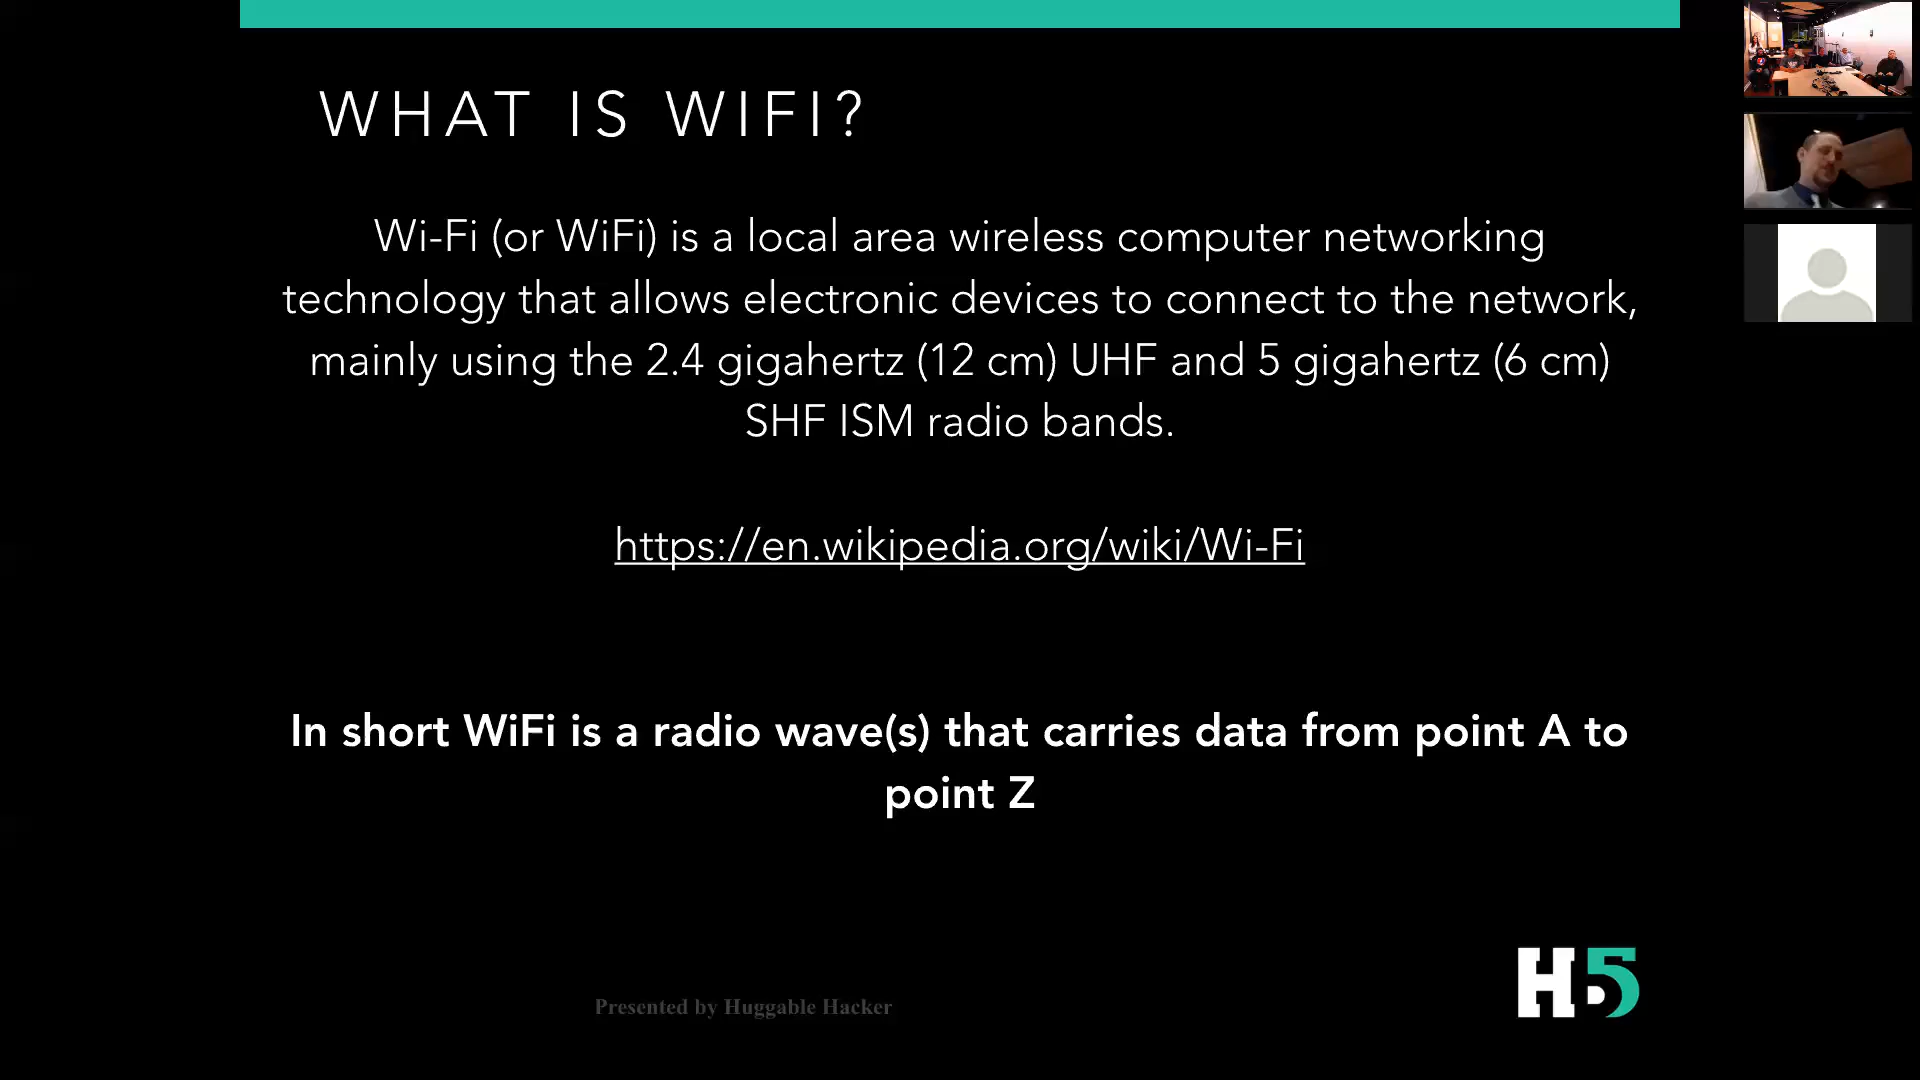 WHAT IS WIFI?
Wi-Fi (or WiFi) is a local area wireless computer networking
technology that allows electronic devices to connect to the network,
mainly using the 2.4 gigahertz (12 cm) UHF and 5 gigahertz (6 cm)
SHF ISM radio bands.
https://en.wikipedia.org/wiki/Wi-Fi
In short WiFi is a radio wave(s) that carries data from point A to
point Z
Presented by Huggable Hacker
H5